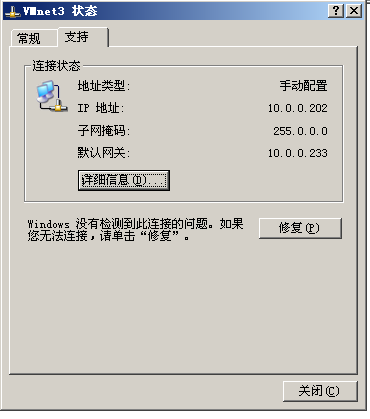 VMnet3 状态
常规
支持
连接状态
地址类型: 手动配置
IP 地址: 10.0.0.202
子网掩码: 255.0.0.0
默认网关: 10.0.0.233
详细信息(D)...
Windows 没有检测到此连接的问题。如果
您无法连接，请单击“修复”。
修复(P)
关闭(C)